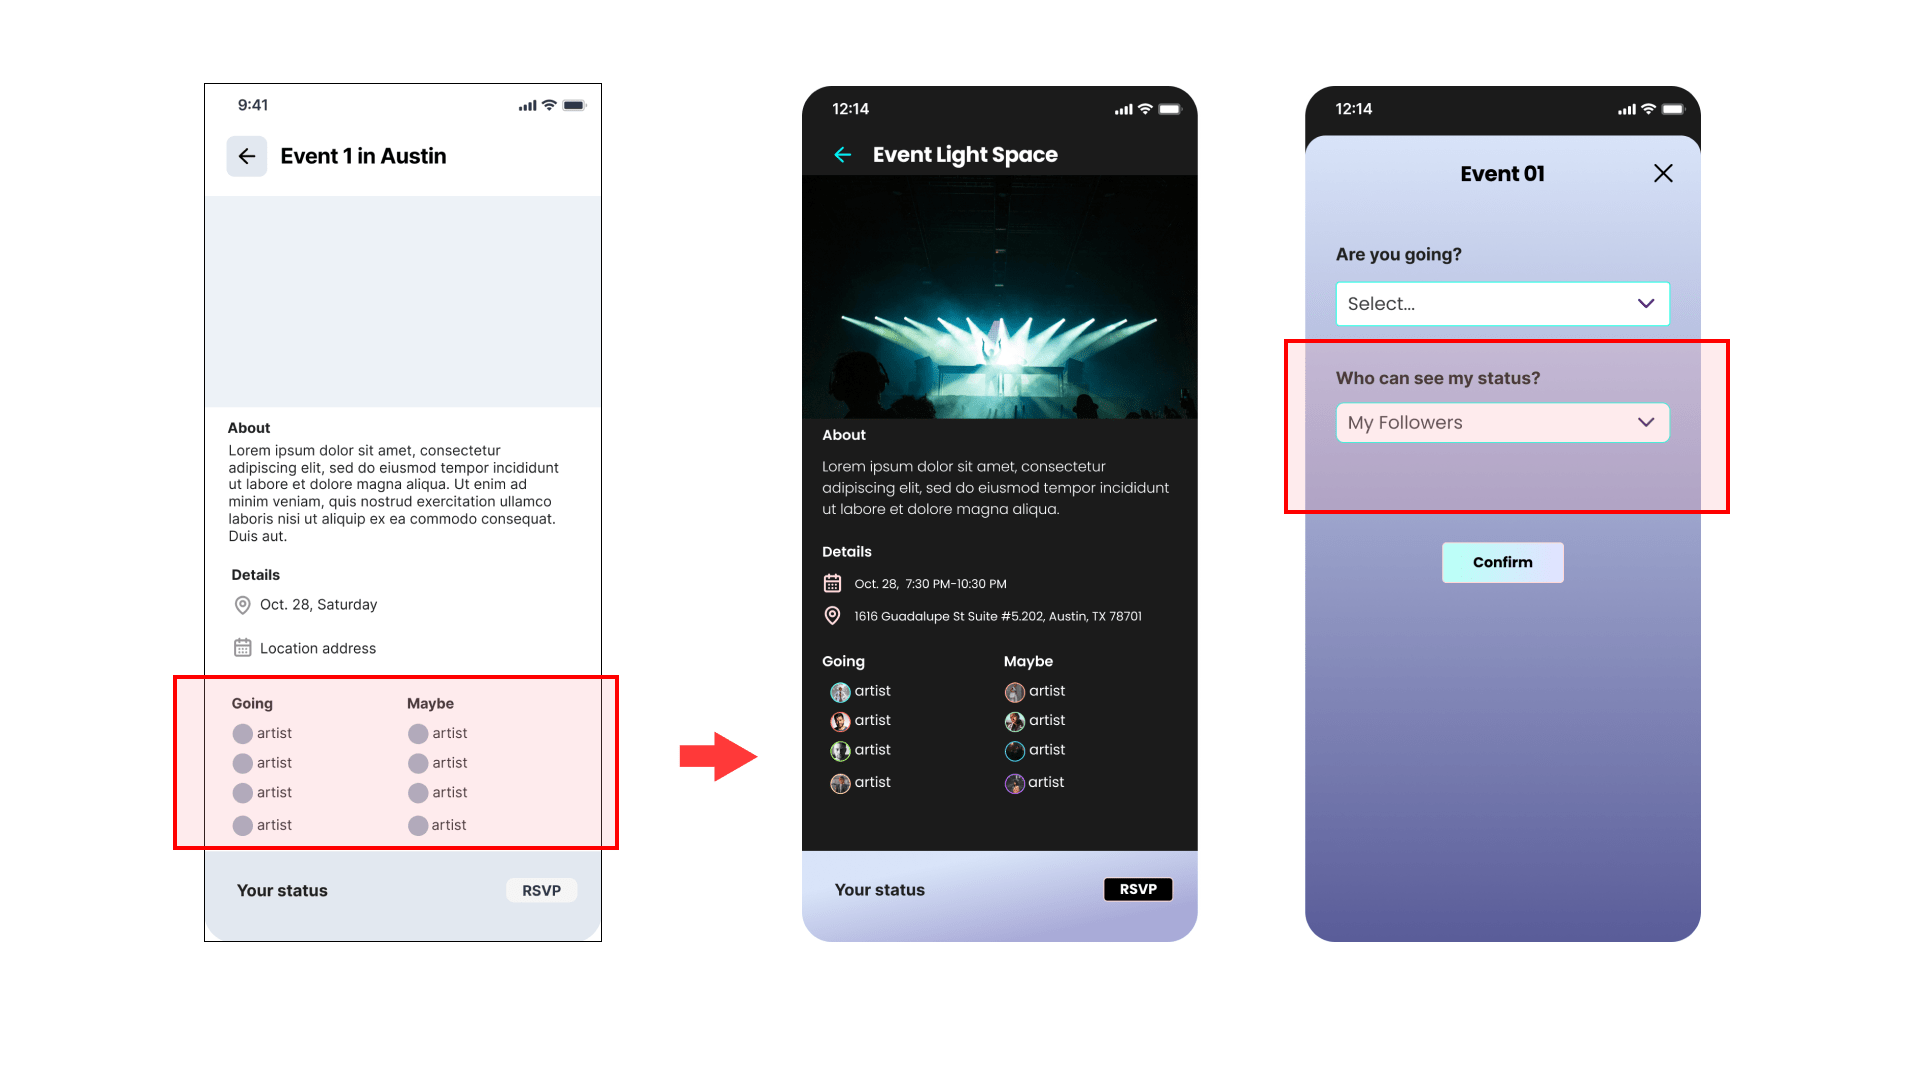 9:41
Event 1 in Austin
About
Lorem ipsum dolor sit amet, consectetur
adipiscing elit, sed do eiusmod tempor incididunt
ut labore et dolore magna aliqua. Ut enim ad
minim veniam, quis nostrud exercitation ullamco
laboris nisi ut aliquip ex ea commodo consequat.
Duis aut.
Details
Oct. 28, Saturday
Location address
Going
artist
artist
artist
artist
Maybe
artist
artist
artist
artist
Your status
RSVP
12:14
Event Light Space
About
Lorem ipsum dolor sit amet, consectetur
adipiscing elit, sed do eiusmod tempor incididunt
ut labore et dolore magna aliqua.
Details
Oct. 28, 7:30 PM-10:30 PM
1616 Guadalupe St Suite #5.202, Austin, TX 78701
Going
artist
artist
artist
artist
Maybe
artist
artist
artist
artist
Your status
RSVP
12:14
Event 01
Are you going?
Select...
Who can see my status?
My Followers
Confirm